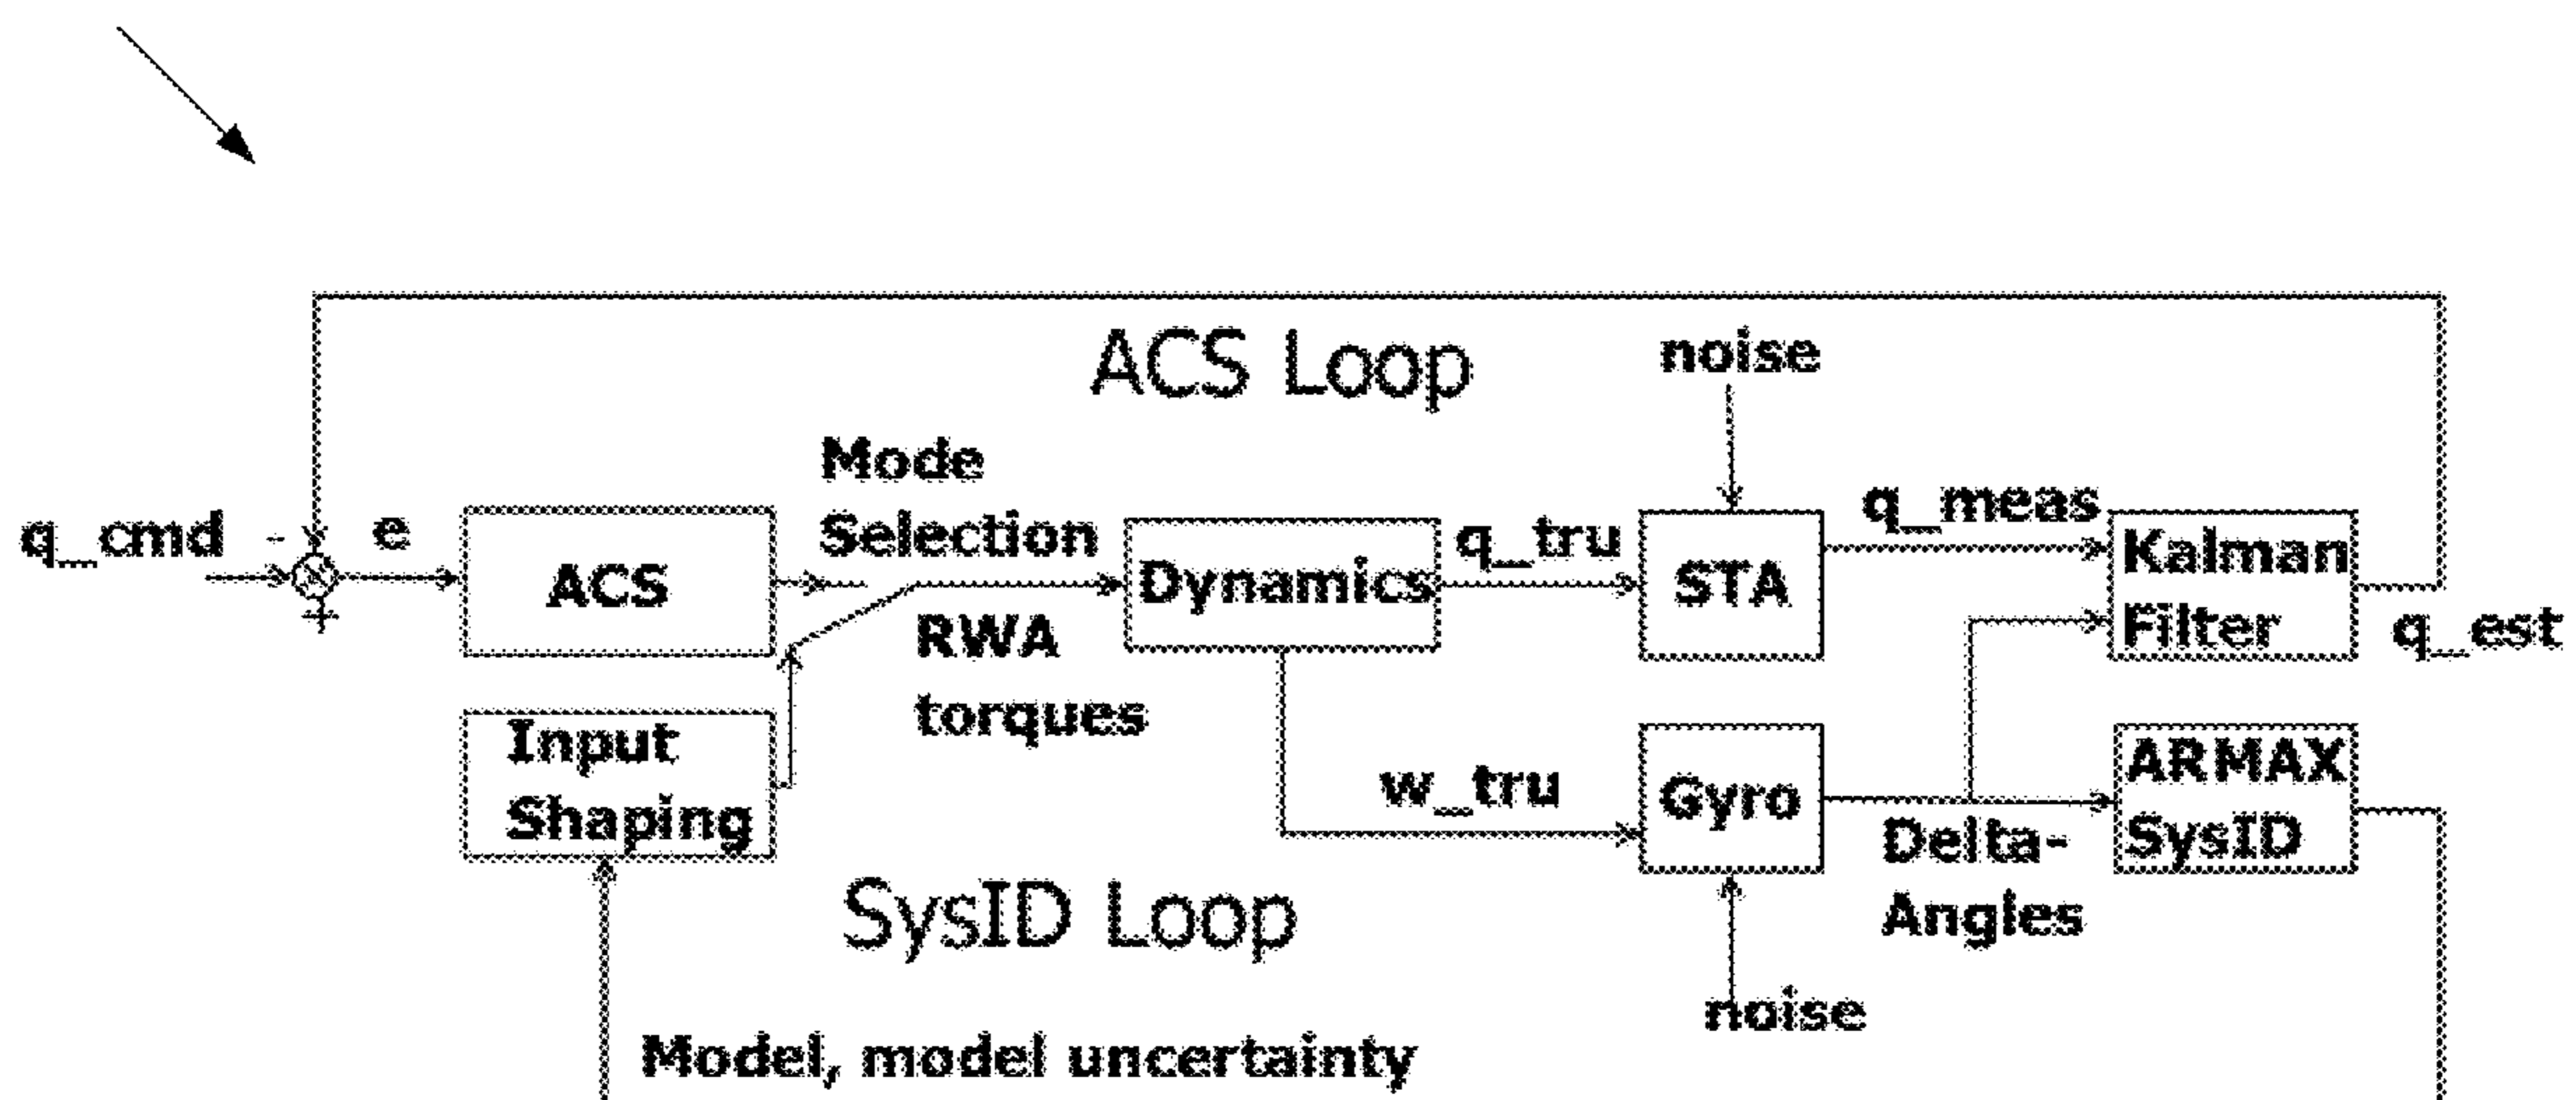 ACS Loop
noise
q_cmd
-
+
e
ACS
Mode
Selection
RWA
torques
Dynamics
q_tru
STA
q_meas
Kalman
Filter
q_est
Input
Shaping
w_tru
Gyro
Delta-
Angles
ARMAX
SysID
SysID Loop
noise
Model, model uncertainty